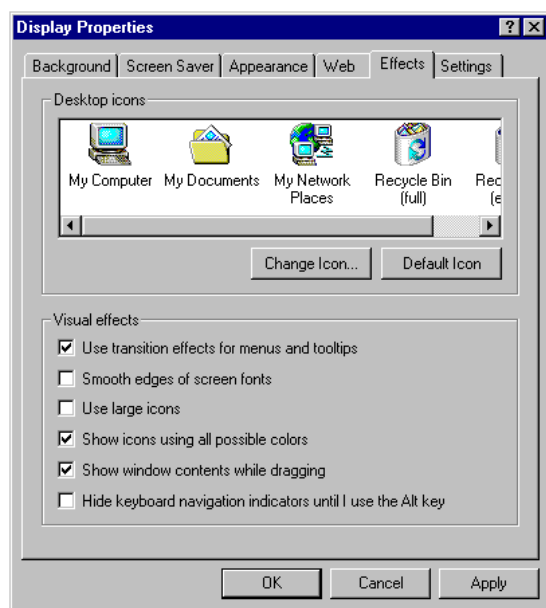 Display Properties
Background Screen Saver Appearance Web Effects Settings
Desktop icons
My Computer My Documents My Network Recycle Bin Rec
Places (full) (e
Change Icon... Default Icon
Visual effects
Use transition effects for menus and tooltips
Smooth edges of screen fonts
Use large icons
Show icons using all possible colors
Show window contents while dragging
Hide keyboard navigation indicators until I use the Alt key
OK Cancel Apply